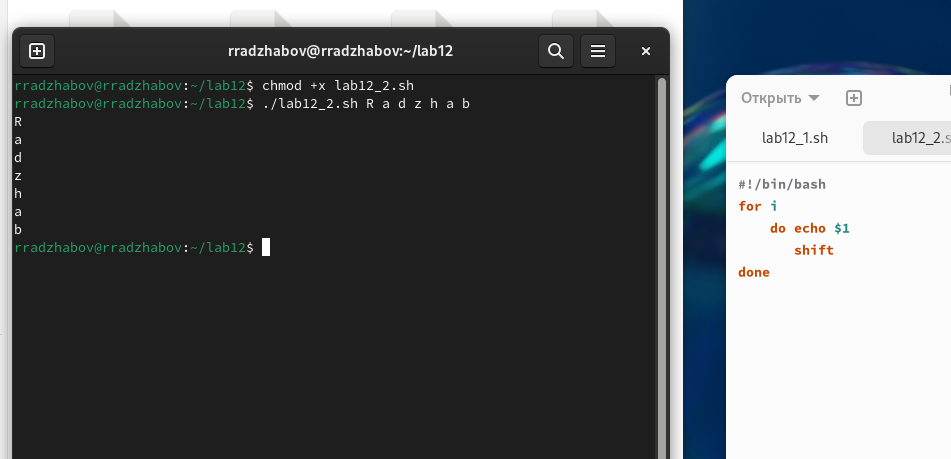 rradzhabov@rradzhabov:~/lab12
rradzhabov@rradzhabov:~/lab12$ chmod +x lab12_2.sh
rradzhabov@rradzhabov:~/lab12$ ./lab12_2.sh R a d z h a b
R
a
d
z
h
a
b
rradzhabov@rradzhabov:~/lab12$
Открыть
lab12_1.sh lab12_2.s
#!/bin/bash
for i
do echo $1
shift
done